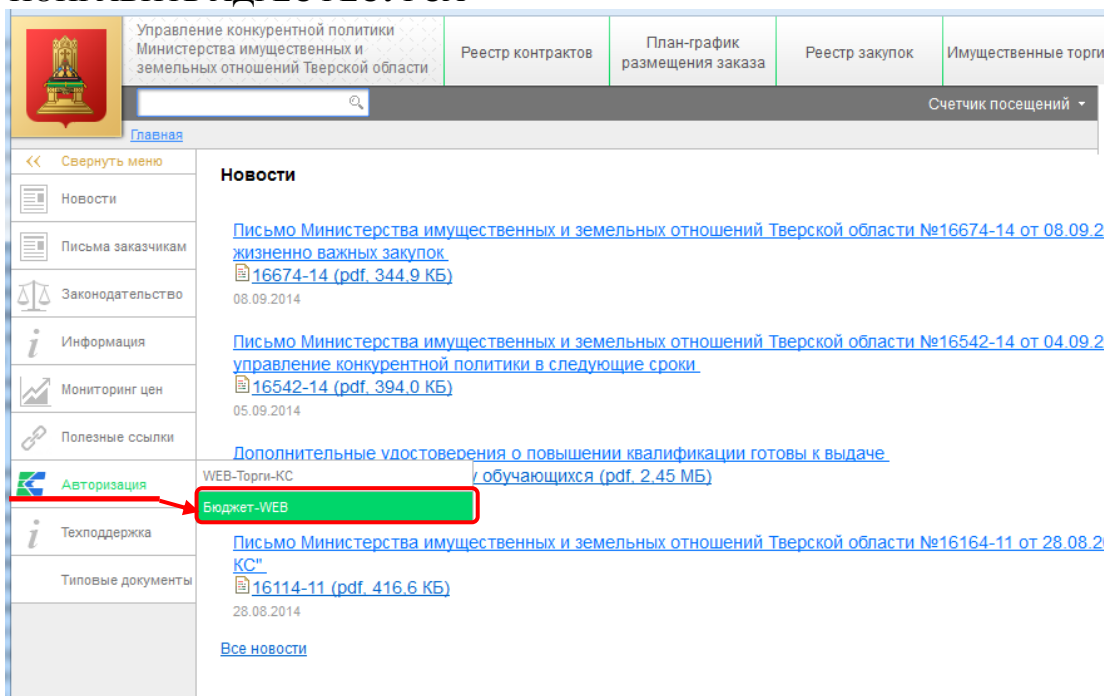 Управление конкурентной политики
Министерства имущественных и
земельных отношений Тверской области
Реестр контрактов
План-график
размещения заказа
Реестр закупок
Имущественные торги
Счетчик посещений
Главная
<< Свернуть меню
Новости
Письма заказчикам
Законодательство
Информация
Мониторинг цен
Полезные ссылки
Авторизация
Техподдержка
Типовые документы
WEB-Торги-КС
Бюджет-WEB
Новости
Письмо Министерства имущественных и земельных отношений Тверской области №16674-14 от 08.09.2
жизненно важных закупок
16674-14 (pdf, 344,9 КБ)
08.09.2014
Письмо Министерства имущественных и земельных отношений Тверской области №16542-14 от 04.09.2
управление конкурентной политики в следующие сроки
16542-14 (pdf, 394,0 КБ)
05.09.2014
Дополнительные удостоверения о повышении квалификации готовы к выдаче
у обучающихся (pdf, 2,45 МБ)
Письмо Министерства имущественных и земельных отношений Тверской области №16164-11 от 28.08.2
КС"
16114-11 (pdf, 416,6 КБ)
28.08.2014
Все новости